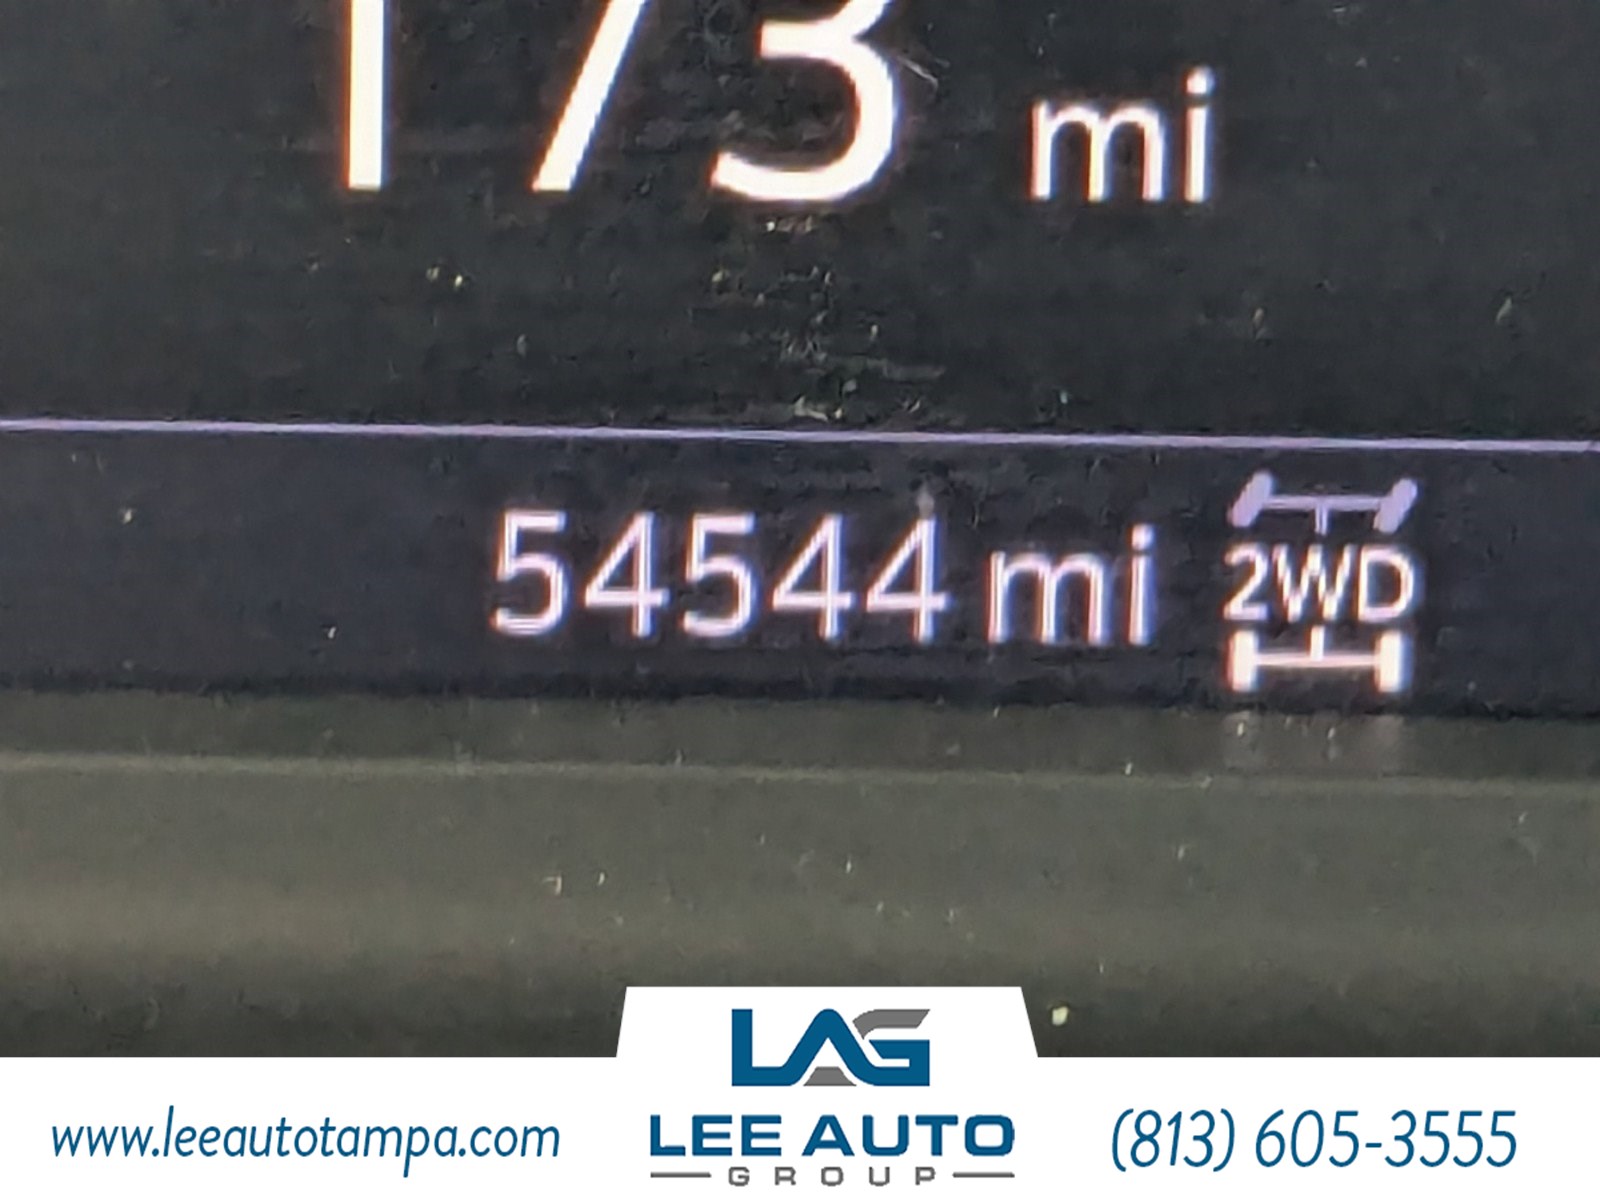 173 mi
54544 mi
2WD
LAG
www.leeautotampa.com
LEE AUTO
GROUP
(813) 605-3555